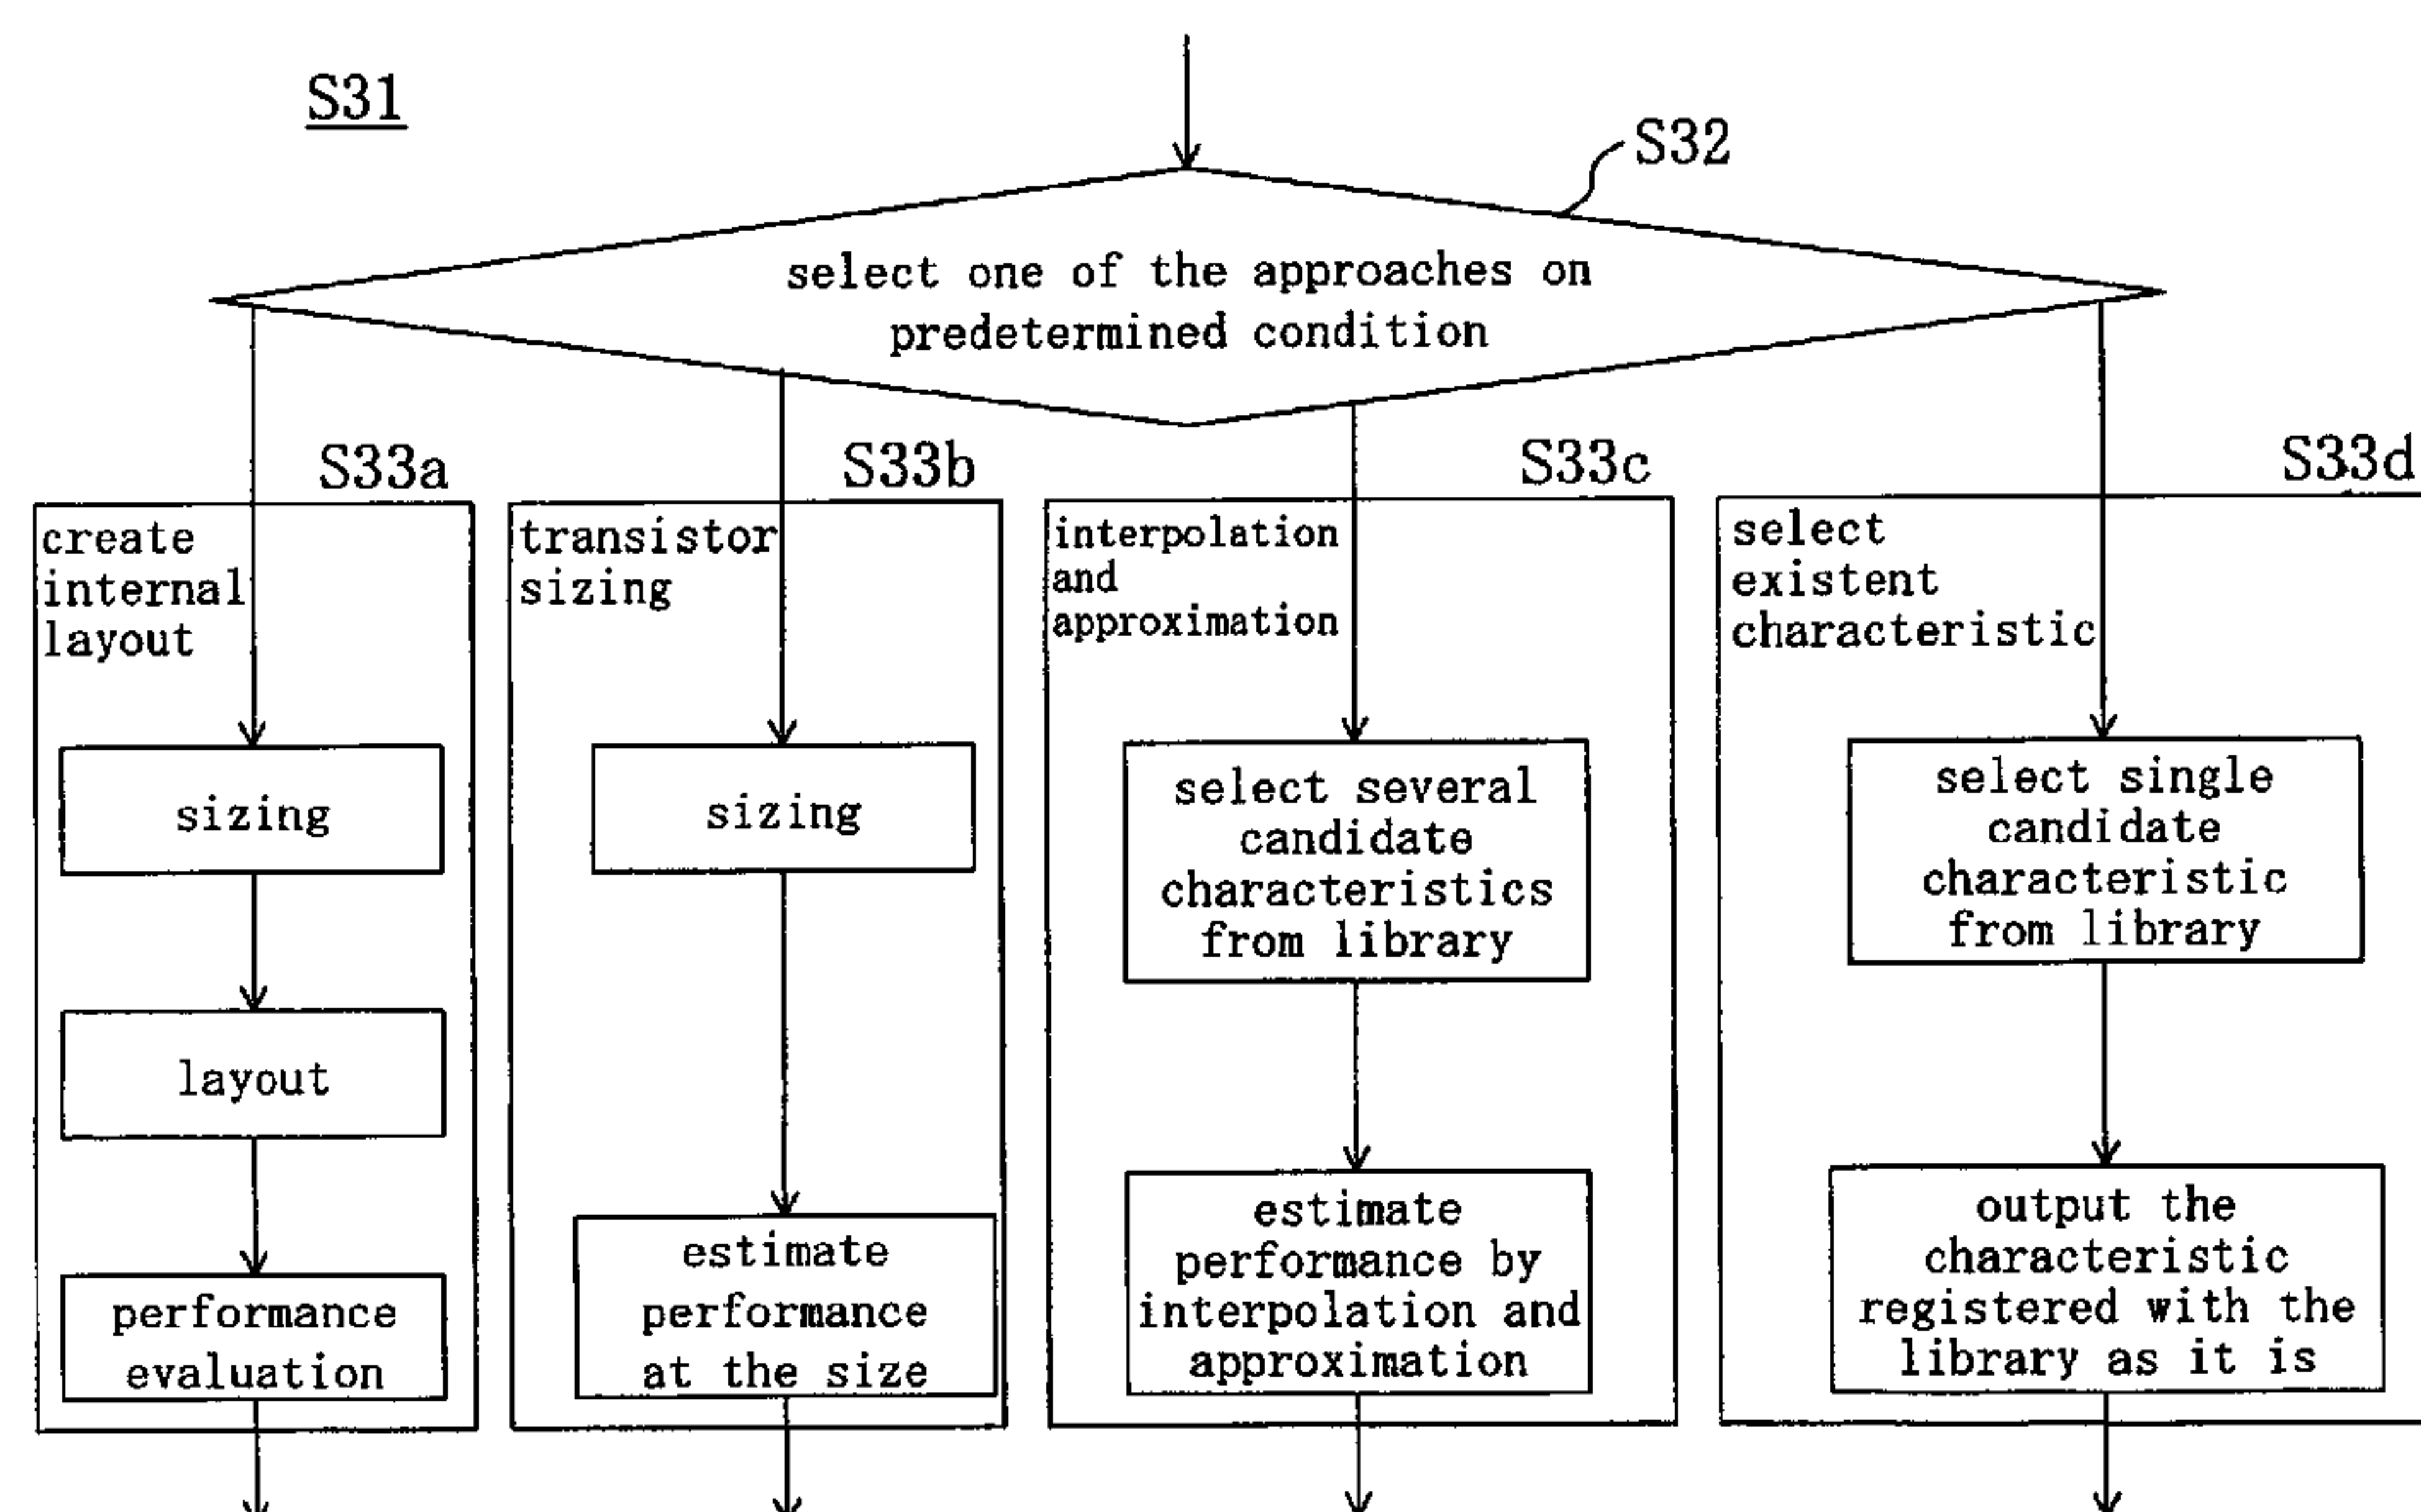 S31
S32
select one of the approaches on
predetermined condition
S33a
create
internal
layout
sizing
layout
performance
evaluation
S33b
transistor
sizing
sizing
estimate
performance
at the size
S33c
interpolation
and
approximation
select several
candidate
characteristics
from library
estimate
performance by
interpolation and
approximation
S33d
select
existent
characteristic
select single
candidate
characteristic
from library
output the
characteristic
registered with the
library as it is